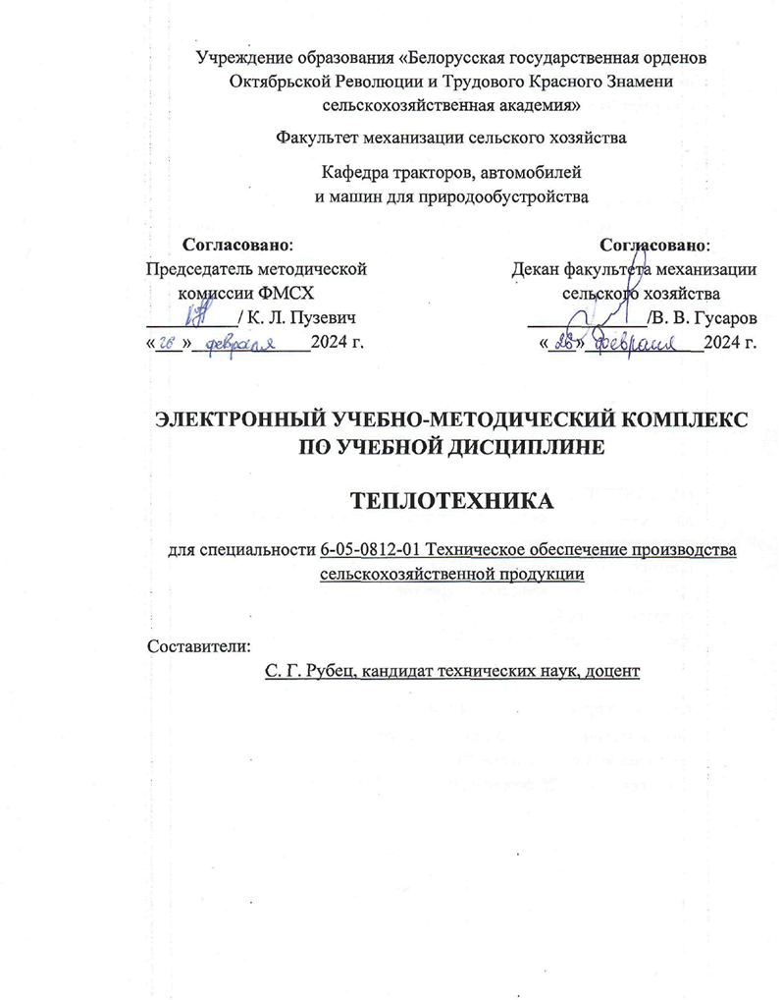 Учреждение образования «Белорусская государственная орденов
Октябрьской Революции и Трудового Красного Знамени
сельскохозяйственная академия»
Факультет механизации сельского хозяйства
Кафедра тракторов, автомобилей
и машин для природообустройства
Согласовано:
Председатель методической
комиссии ФМСХ
/ К. Л. Пузевич
«26» февраля 2024 г.
Согласовано:
Декан факультета механизации
сельского хозяйства
/В. В. Гусаров
«26» февраля 2024 г.
ЭЛЕКТРОННЫЙ УЧЕБНО-МЕТОДИЧЕСКИЙ КОМПЛЕКС
ПО УЧЕБНОЙ ДИСЦИПЛИНЕ
ТЕПЛОТЕХНИКА
для специальности 6-05-0812-01 Техническое обеспечение производства
сельскохозяйственной продукции
Составители:
С. Г. Рубец, кандидат технических наук, доцент